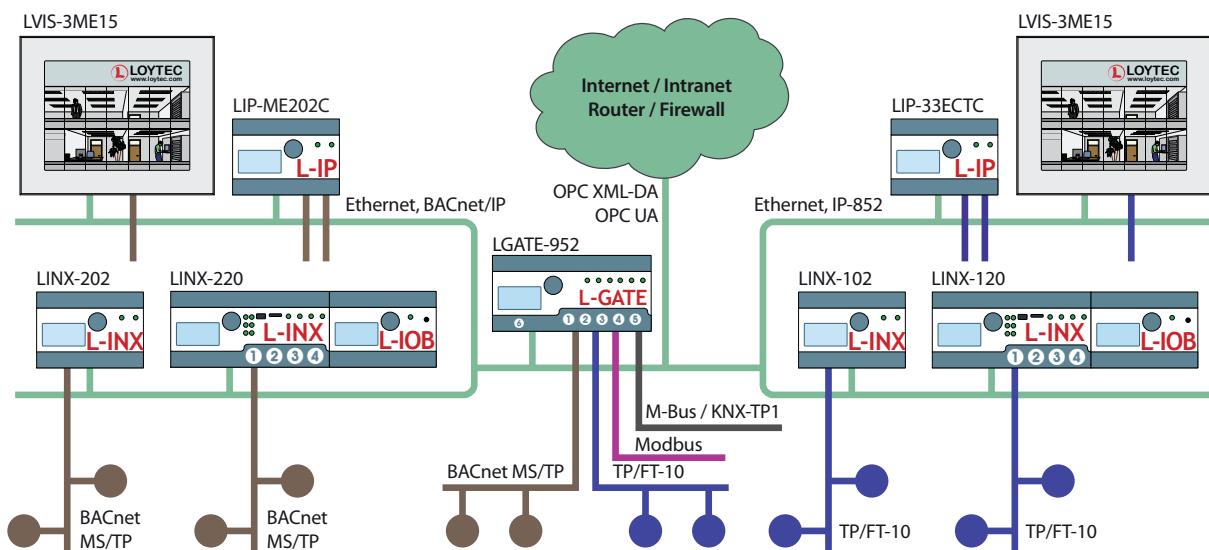 LVIS-3ME15
LOYTEC
www.loytec.com
LIP-ME202C
L-IP
Internet / Intranet
Router / Firewall
LIP-33ECTC
L-IP
LVIS-3ME15
LOYTEC
www.loytec.com
Ethernet, BACnet/IP
OPC XML-DA
OPC UA
Ethernet, IP-852
LINX-202
L-INX
LINX-220
L-INX
1 2 3 4
L-IOB
LGATE-952
L-GATE
6 1 2 3 4 5
LINX-102
L-INX
LINX-120
L-INX
1 2 3 4
L-IOB
M-Bus / KNX-TP1
Modbus
BACnet MS/TP
TP/FT-10
BACnet
MS/TP
BACnet
MS/TP
TP/FT-10
TP/FT-10